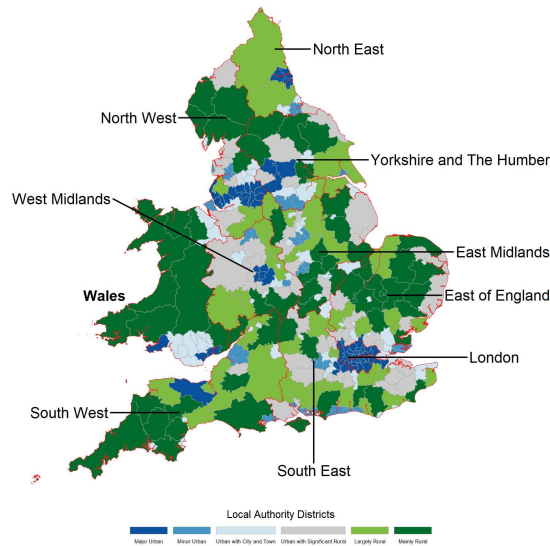 North East
North West
Yorkshire and The Humber
West Midlands
East Midlands
Wales
East of England
London
South West
South East
Local Authority Districts
Major Urban Minor Urban Urban with City and Town Urban with Significant Rural Largely Rural Mainly Rural